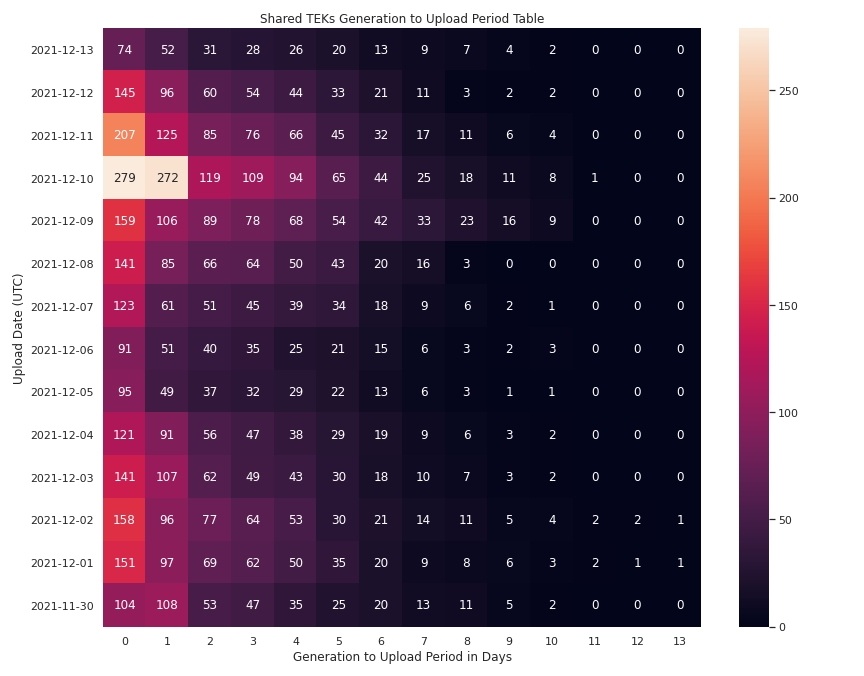 Shared TEKs Generation to Upload Period Table
2021-12-13 74 52 31 28 26 20 13 9 7 4 2 0 0 0
2021-12-12 145 96 60 54 44 33 21 11 3 2 2 0 0 0
2021-12-11 207 125 85 76 66 45 32 17 11 6 4 0 0 0
2021-12-10 279 272 119 109 94 65 44 25 18 11 8 1 0 0
2021-12-09 159 106 89 78 68 54 42 33 23 16 9 0 0 0
2021-12-08 141 85 66 64 50 43 20 16 3 0 0 0 0 0
2021-12-07 123 61 51 45 39 34 18 9 6 2 1 0 0 0
2021-12-06 91 51 40 35 25 21 15 6 3 2 3 0 0 0
2021-12-05 95 49 37 32 29 22 13 6 3 1 1 0 0 0
2021-12-04 121 91 56 47 38 29 19 9 6 3 2 0 0 0
2021-12-03 141 107 62 49 43 30 18 10 7 3 2 0 0 0
2021-12-02 158 96 77 64 53 30 21 14 11 5 4 2 2 1
2021-12-01 151 97 69 62 50 35 20 9 8 6 3 2 1 1
2021-11-30 104 108 53 47 35 25 20 13 11 5 2 0 0 0
0 1 2 3 4 5 6 7 8 9 10 11 12 13
Generation to Upload Period in Days
Upload Date (UTC)
250
200
150
100
50
0